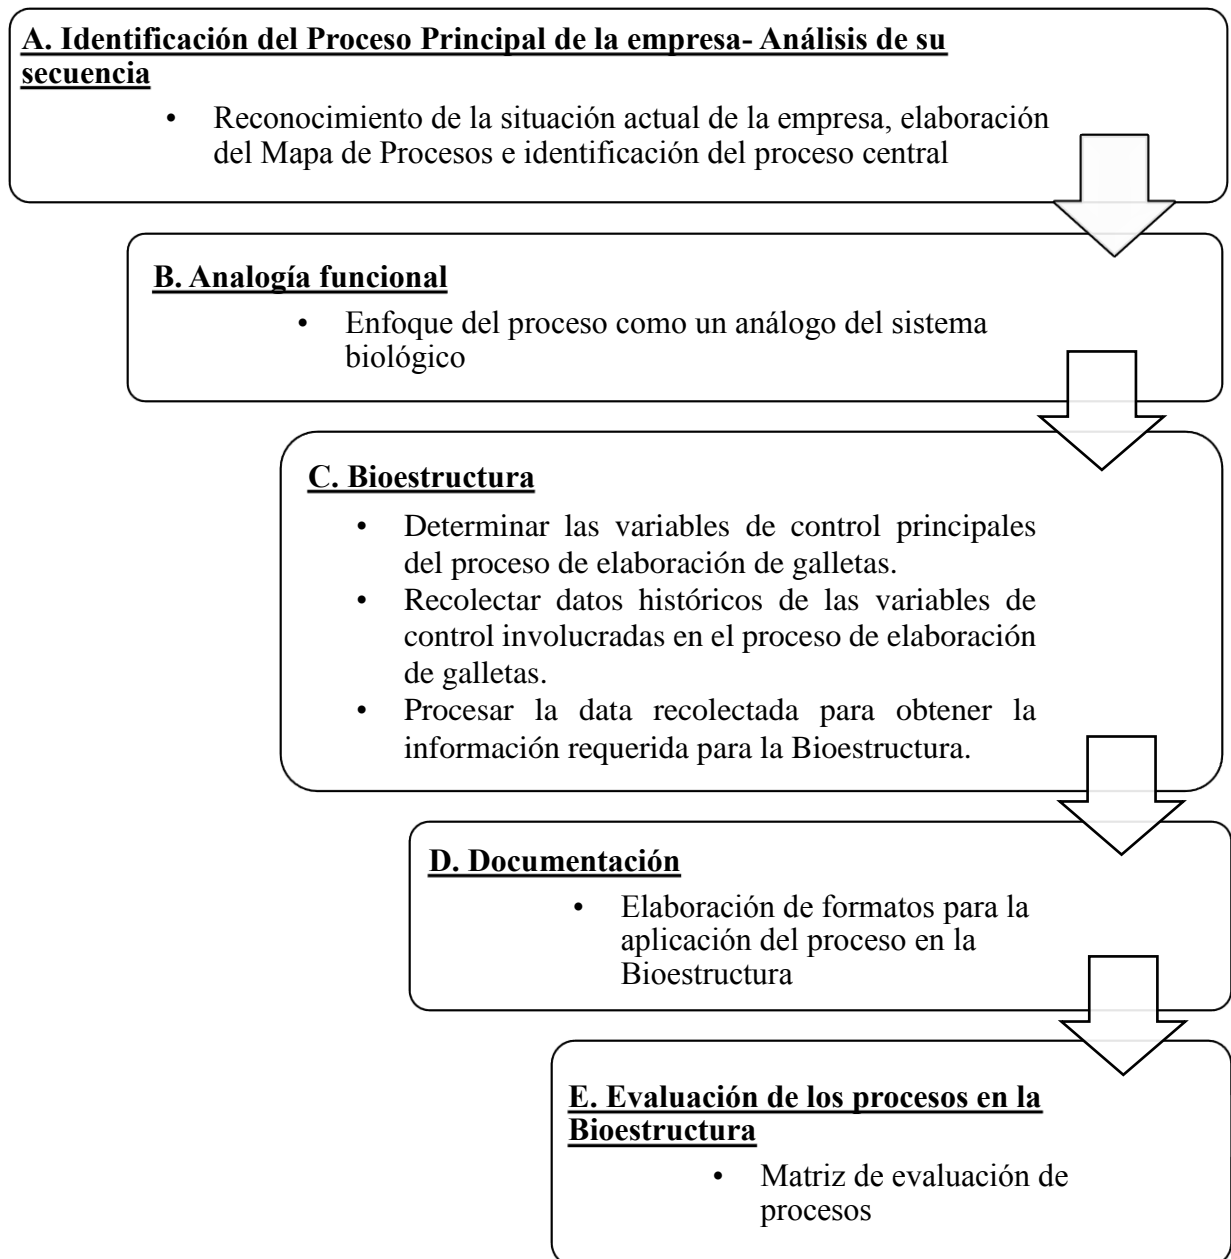 A. Identificación del Proceso Principal de la empresa- Análisis de su
secuencia
• Reconocimiento de la situación actual de la empresa, elaboración
del Mapa de Procesos e identificación del proceso central
B. Analogía funcional
• Enfoque del proceso como un análogo del sistema
biológico
C. Bioestructura
• Determinar las variables de control principales
del proceso de elaboración de galletas.
• Recolectar datos históricos de las variables de
control involucradas en el proceso de elaboración
de galletas.
• Procesar la data recolectada para obtener la
información requerida para la Bioestructura.
D. Documentación
• Elaboración de formatos para la
aplicación del proceso en la
Bioestructura
E. Evaluación de los procesos en la
Bioestructura
• Matriz de evaluación de
procesos